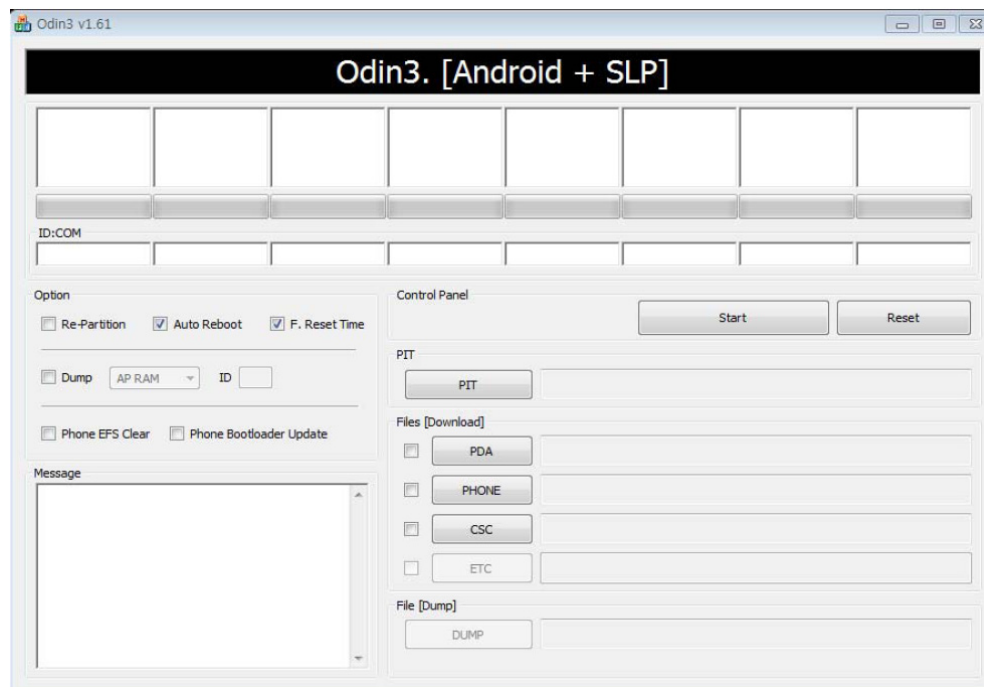 Odin3 v1.61
Odin3. [Android + SLP]
ID:COM
Option
Re-Partition Auto Reboot F. Reset Time
Dump AP RAM ID
Phone EFS Clear Phone Bootloader Update
Message
Control Panel
Start Reset
PIT
PIT
Files [Download]
PDA
PHONE
CSC
ETC
File [Dump]
DUMP